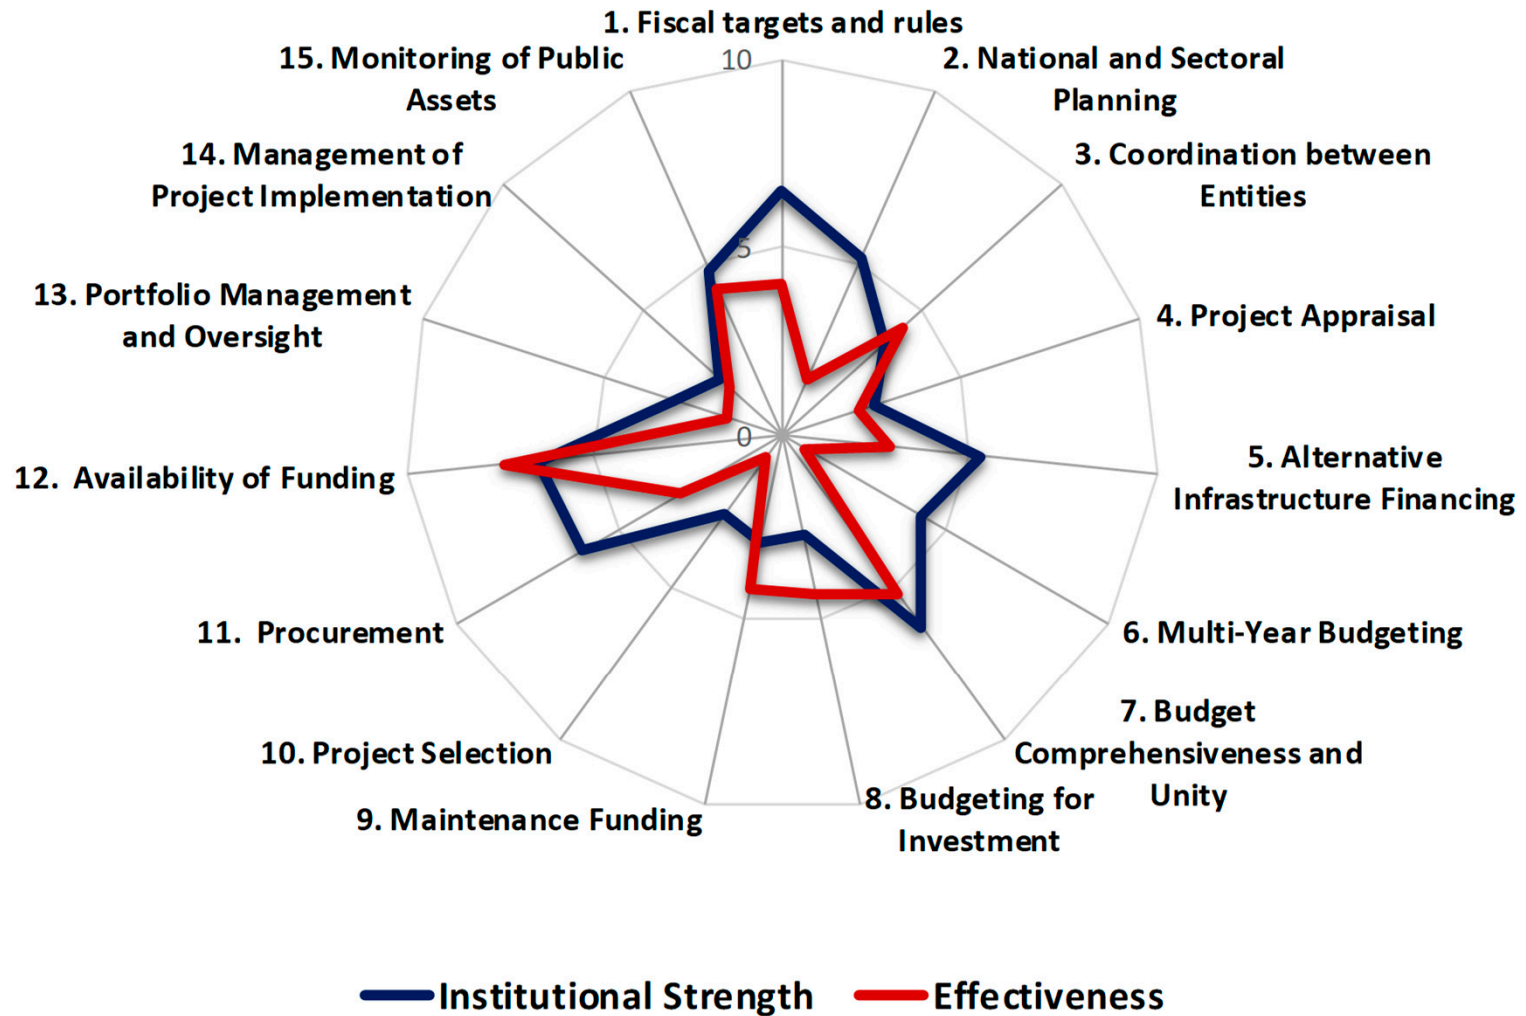 1. Fiscal targets and rules
10
5
0
2. National and Sectoral
Planning
3. Coordination between
Entities
4. Project Appraisal
5. Alternative
Infrastructure Financing
6. Multi-Year Budgeting
7. Budget
Comprehensiveness and
Unity
8. Budgeting for
Investment
9. Maintenance Funding
10. Project Selection
11. Procurement
12. Availability of Funding
13. Portfolio Management
and Oversight
14. Management of
Project Implementation
15. Monitoring of Public
Assets
Institutional Strength
Effectiveness